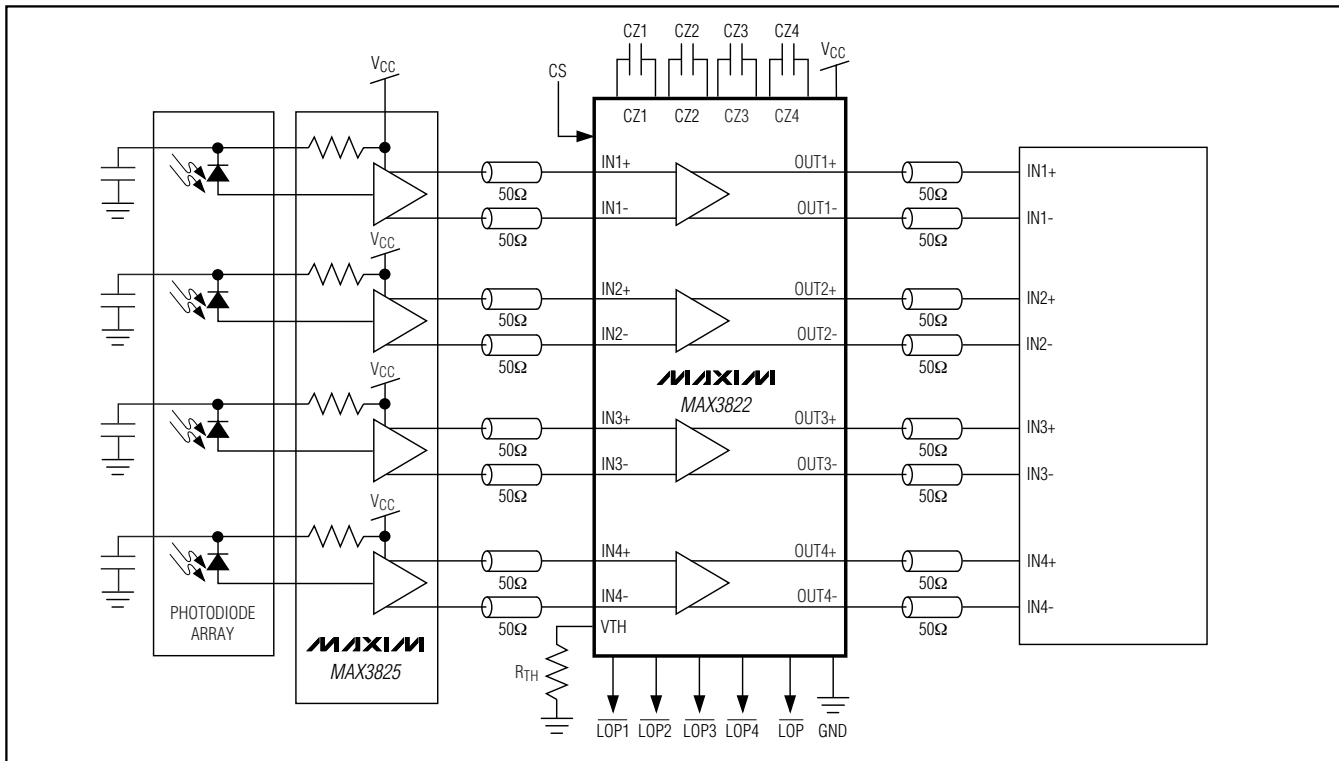 CZ1 CZ2 CZ3 CZ4
VCC
CS
VCC
CZ1 CZ2 CZ3 CZ4
IN1+ OUT1+ IN1+
50Ω 50Ω
IN1- OUT1- IN1-
50Ω 50Ω
VCC
IN2+ OUT2+ IN2+
50Ω 50Ω
IN2- OUT2- IN2-
50Ω 50Ω
VCC
MAXIM
MAX3822
IN3+ OUT3+ IN3+
50Ω 50Ω
IN3- OUT3- IN3-
50Ω 50Ω
VCC
IN4+ OUT4+ IN4+
50Ω 50Ω
IN4- OUT4- IN4-
50Ω 50Ω
PHOTODIODE
ARRAY
MAXIM
MAX3825
VTH
RTH
LOP1 LOP2 LOP3 LOP4 LOP GND